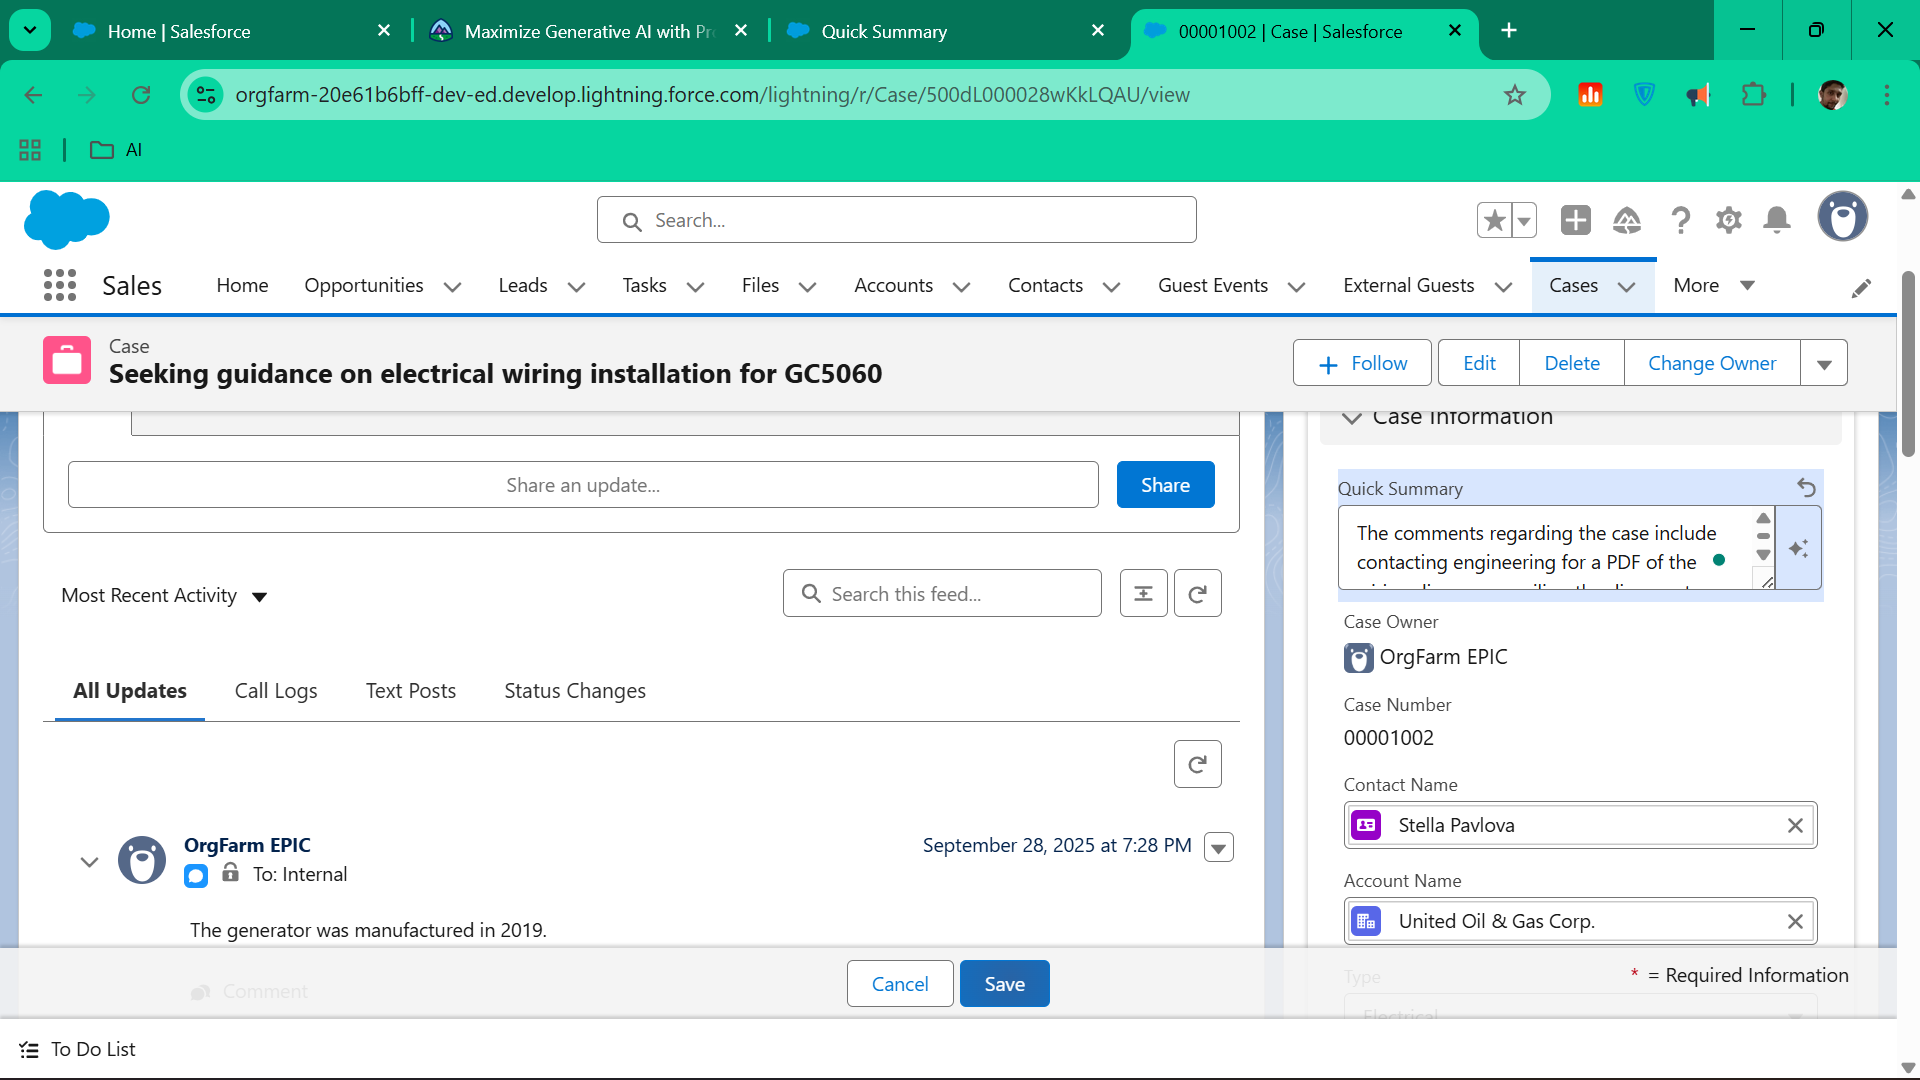 Home | Salesforce
Maximize Generative AI with Pr
Quick Summary
00001002 | Case | Salesforce
orgfarm-20e61b6bff-dev-ed.develop.lightning.force.com/lightning/r/Case/500dL000028wKkLQAU/view
AI
Search...
Sales
Home
Opportunities
Leads
Tasks
Files
Accounts
Contacts
Guest Events
External Guests
Cases
More
Case
Seeking guidance on electrical wiring installation for GC5060
Follow
Edit
Delete
Change Owner
Share an update...
Share
Most Recent Activity
Search this feed...
All Updates
Call Logs
Text Posts
Status Changes
OrgFarm EPIC
To: Internal
September 28, 2025 at 7:28 PM
The generator was manufactured in 2019.
Comment
Case Information
Quick Summary
The comments regarding the case include
contacting engineering for a PDF of the
Case Owner
OrgFarm EPIC
Case Number
00001002
Contact Name
Stella Pavlova
Account Name
United Oil & Gas Corp.
Type
Electrical
Cancel
Save
* = Required Information
To Do List